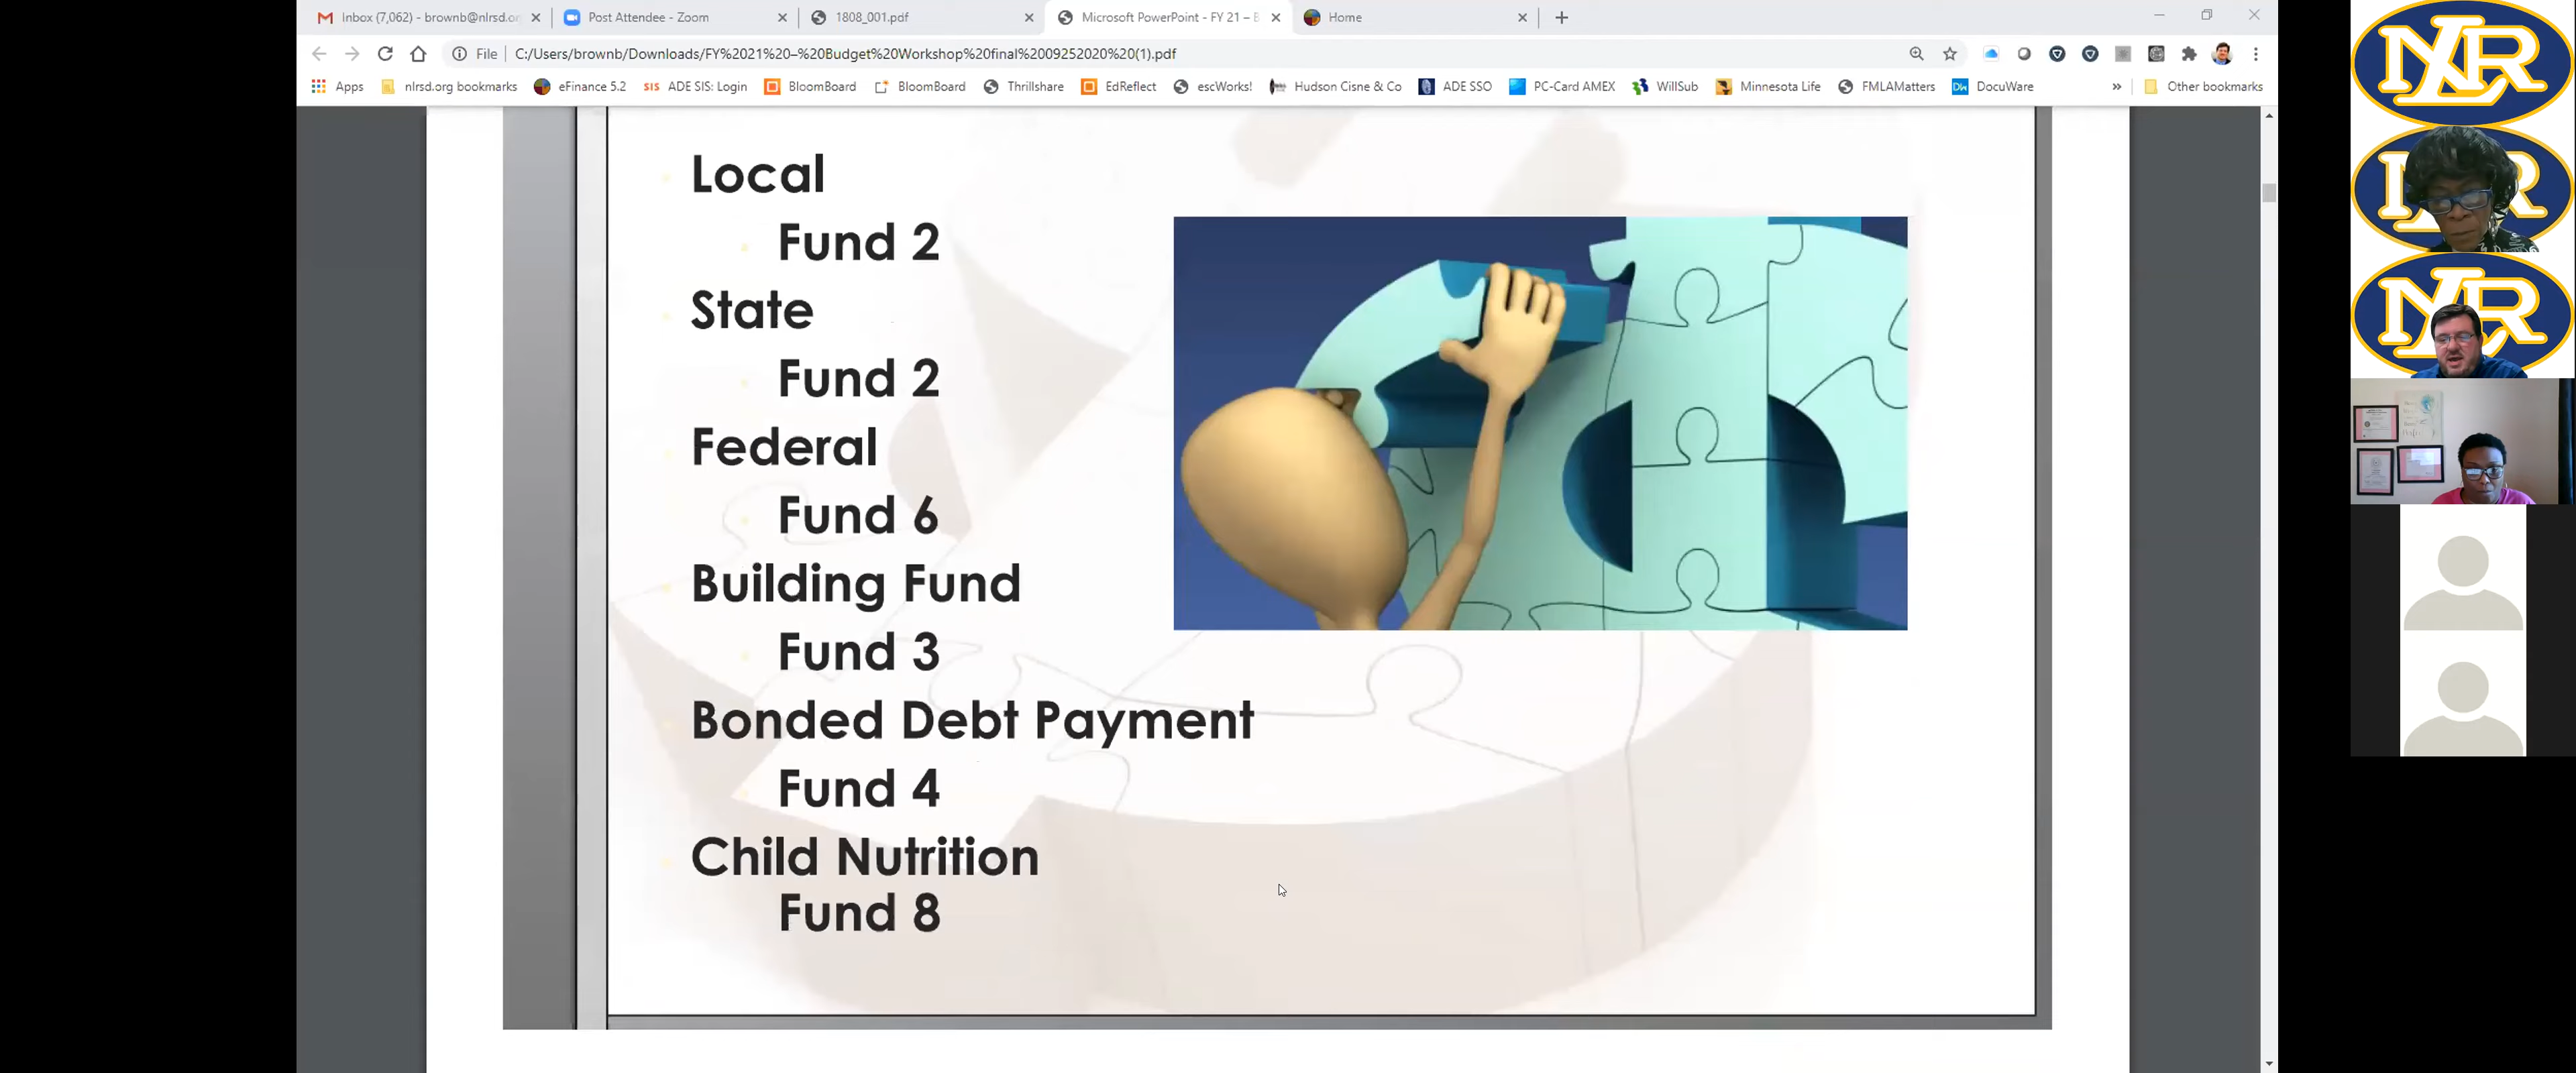 Inbox (7,062) - brownb@nlrsd.or
Post Attendee - Zoom
1808_001.pdf
Microsoft PowerPoint - FY 21 – B
Home
File
C:/Users/brownb/Downloads/FY%2021%20–%20Budget%20Workshop%20final%2009252020%20(1).pdf
Apps
nlrsd.org bookmarks
eFinance 5.2
SIS ADE SIS: Login
BloomBoard
BloomBoard
Thrillshare
EdReflect
escWorks!
Hudson Cisne & Co
ADE SSO
PC-Card AMEX
WillSub
Minnesota Life
FMLAMatters
Dw DocuWare
»
Other bookmarks
Local
Fund 2
State
Fund 2
Federal
Fund 6
Building Fund
Fund 3
Bonded Debt Payment
Fund 4
Child Nutrition
Fund 8
NLR
NLR
NLR